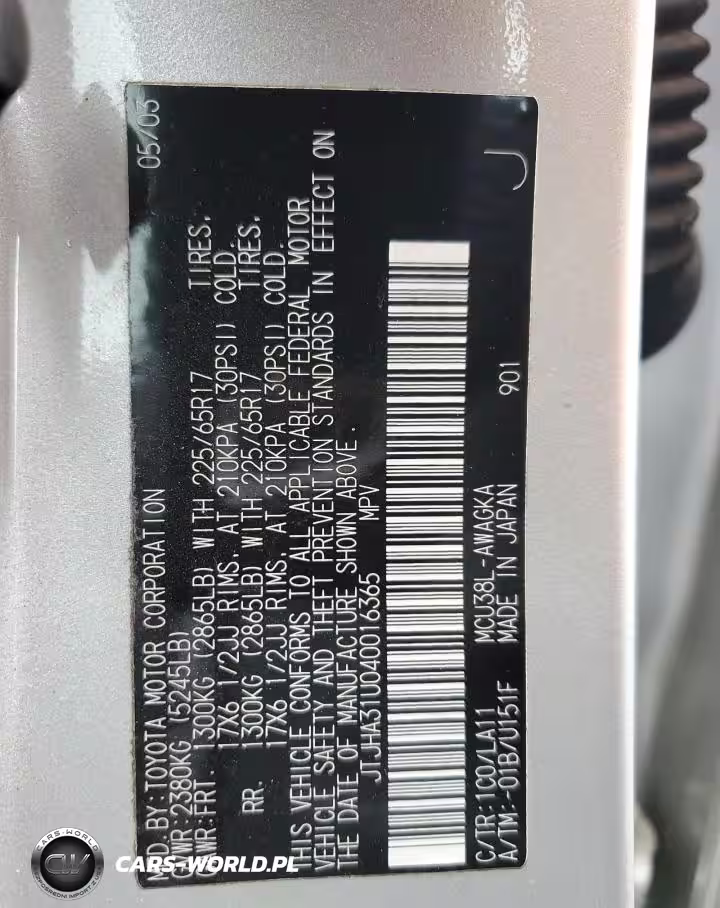 MFD. BY:TOYOTA MOTOR CORPORATION 05/03
GVWR:2380KG (5245LB)
GAWR:FRT. 1300KG (2865LB) WITH 225/65R17 TIRES,
17X6 1/2JJ RIMS, AT 210KPA (30PSI) COLD.
RR. 1300KG (2865LB) WITH 225/65R17 TIRES,
17X6 1/2JJ RIMS, AT 210KPA (30PSI) COLD.
THIS VEHICLE CONFORMS TO ALL APPLICABLE FEDERAL MOTOR
VEHICLE SAFETY AND THEFT PREVENTION STANDARDS IN EFFECT ON
THE DATE OF MANUFACTURE SHOWN ABOVE.
JTJHA31U040016365 MPV
C/TR:1C0/LA11 MCU38L-AWAGKA
A/TM:-01B/U151F MADE IN JAPAN 901 J
CARS-WORLD
CARS-WORLD.PL